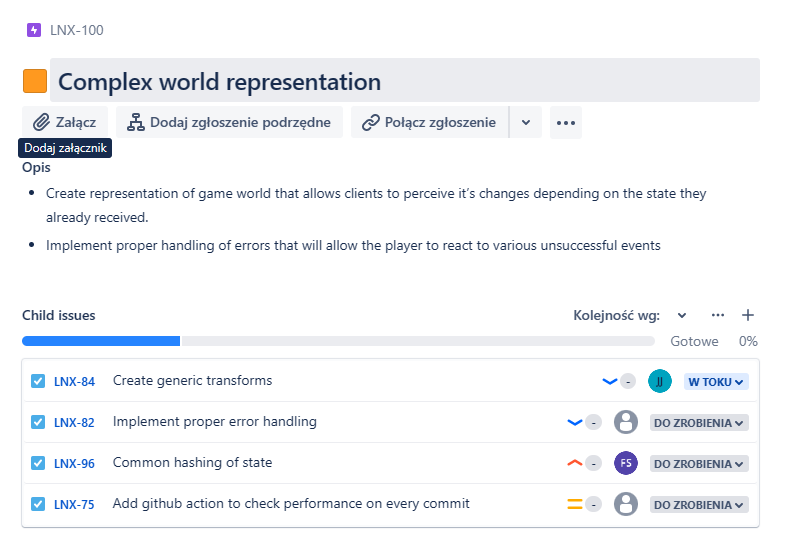 LNX-100
Complex world representation
Załącz
Dodaj zgłoszenie podrzędne
Połącz zgłoszenie
Dodaj załącznik
Opis
Create representation of game world that allows clients to perceive it’s changes depending on the state they
already received.
Implement proper handling of errors that will allow the player to react to various unsuccessful events
Child issues
Kolejność wg:
Gotowe 0%
LNX-84 Create generic transforms - JJ W TOKU
LNX-82 Implement proper error handling - DO ZROBIENIA
LNX-96 Common hashing of state - FS DO ZROBIENIA
LNX-75 Add github action to check performance on every commit - DO ZROBIENIA